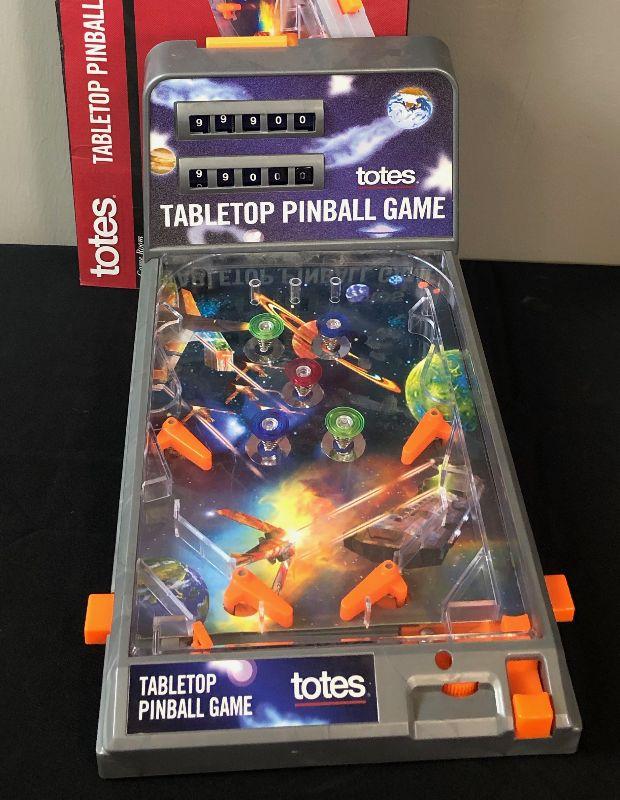 TABLETOP PINBALL
totes
9 9 9 0 0
9 9 0 0 0
totes
TABLETOP PINBALL GAME
TABLETOP
PINBALL GAME
totes